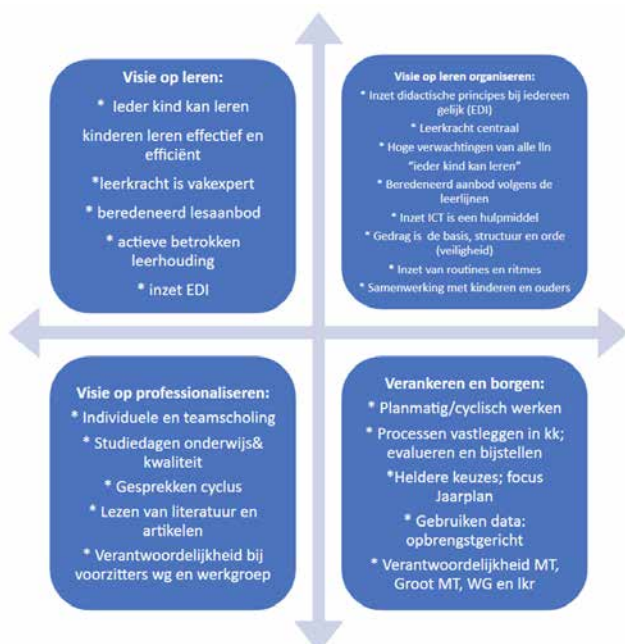 Visie op leren:
* Ieder kind kan leren
kinderen leren effectief en
efficiënt
*leerkracht is vakexpert
* beredeneerd lesaanbod
* actieve betrokken
leerhouding
* inzet EDI
Visie op leren organiseren:
* Inzet didactische principes bij iedereen
gelijk (EDI)
* Leerkracht centraal
* Hoge verwachtingen van alle lln
"ieder kind kan leren"
* Beredeneerd aanbod volgens de
leerlijnen
* Inzet ICT is een hulpmiddel
* Gedrag is de basis, structuur en orde
(veiligheid)
* Inzet van routines en ritmes
* Samenwerking met kinderen en ouders
Visie op professionaliseren:
* Individuele en teamscholing
* Studiedagen onderwijs&
kwaliteit
* Gesprekken cyclus
* Lezen van literatuur en
artikelen
* Verantwoordelijkheid bij
voorzitters wg en werkgroep
Verankeren en borgen:
* Planmatig/cyclisch werken
* Processen vastleggen in kk;
evalueren en bijstellen
*Heldere keuzes; focus
Jaarplan
* Gebruiken data:
opbrengstgericht
* Verantwoordelijkheid MT,
Groot MT, WG en lkr